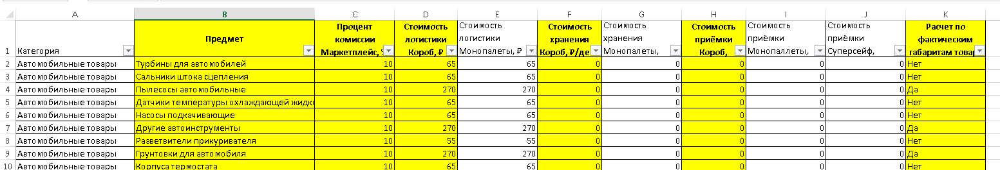 A B C D E F G H I J K
1 Категория Предмет Процент комиссии Маркетплейс, % Стоимость логистики Короб, ₽ Стоимость логистики Монопалеты, ₽ Стоимость хранения Короб, ₽/де Стоимость хранения Монопалеты, Стоимость приёмки Короб, Стоимость приёмки Монопаллеты, Стоимость приёмки Суперсейф, Расчет по фактическим габаритам товар
2 Автомобильные товары Турбины для автомобилей 10 65 65 0 0 0 0 0 Нет
3 Автомобильные товары Сальники штока сцепления 10 65 65 0 0 0 0 0 Нет
4 Автомобильные товары Пылесосы автомобильные 10 270 270 0 0 0 0 0 Да
5 Автомобильные товары Датчики температуры охлаждающей жидко 10 65 65 0 0 0 0 0 Нет
6 Автомобильные товары Насосы подкачивающие 10 65 65 0 0 0 0 0 Нет
7 Автомобильные товары Другие автоинструменты 10 270 270 0 0 0 0 0 Да
8 Автомобильные товары Разветвители прикуривателя 10 55 55 0 0 0 0 0 Нет
9 Автомобильные товары Грунтовки для автомобиля 10 270 270 0 0 0 0 0 Да
10 Автомобильные товары Корпуса термостата 10 65 65 0 0 0 0 0 Нет